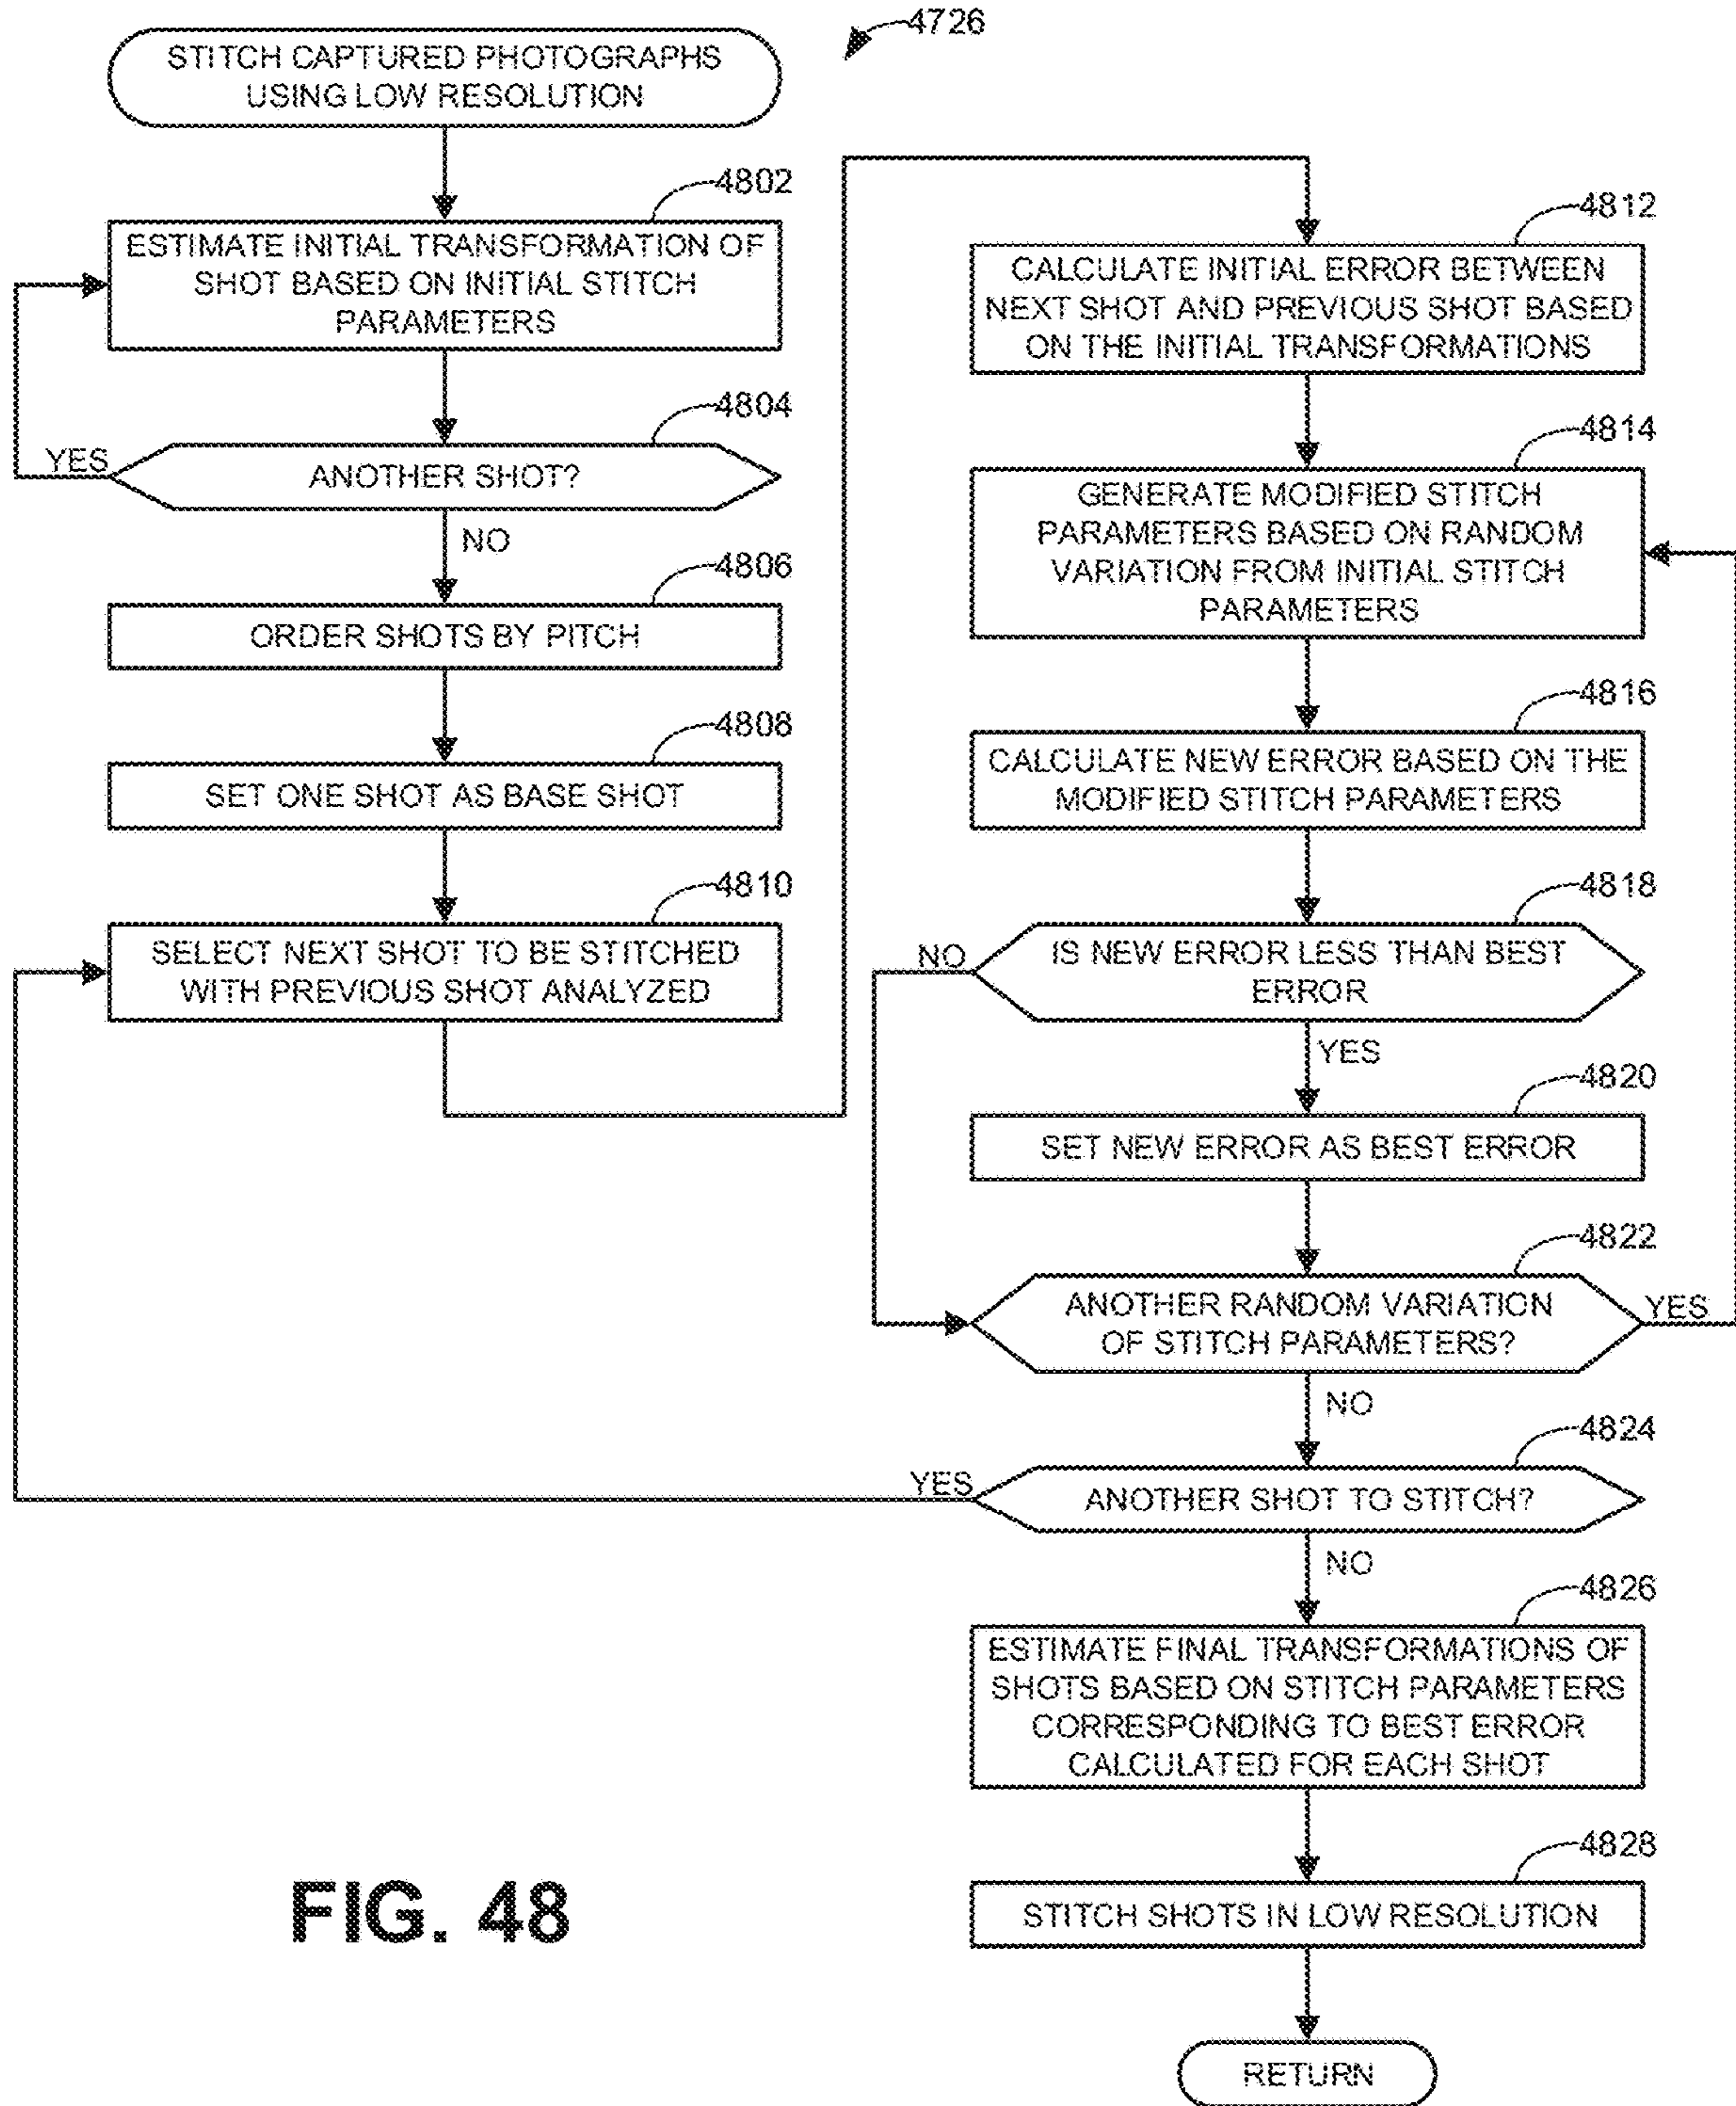 4726
STITCH CAPTURED PHOTOGRAPHS
USING LOW RESOLUTION
4802
ESTIMATE INITIAL TRANSFORMATION OF
SHOT BASED ON INITIAL STITCH
PARAMETERS
4804
YES
ANOTHER SHOT?
NO
4806
ORDER SHOTS BY PITCH
4808
SET ONE SHOT AS BASE SHOT
4810
SELECT NEXT SHOT TO BE STITCHED
WITH PREVIOUS SHOT ANALYZED
4812
CALCULATE INITIAL ERROR BETWEEN
NEXT SHOT AND PREVIOUS SHOT BASED
ON THE INITIAL TRANSFORMATIONS
4814
GENERATE MODIFIED STITCH
PARAMETERS BASED ON RANDOM
VARIATION FROM INITIAL STITCH
PARAMETERS
4816
CALCULATE NEW ERROR BASED ON THE
MODIFIED STITCH PARAMETERS
4818
NO
IS NEW ERROR LESS THAN BEST
ERROR
YES
4820
SET NEW ERROR AS BEST ERROR
4822
ANOTHER RANDOM VARIATION
OF STITCH PARAMETERS?
YES
NO
4824
YES
ANOTHER SHOT TO STITCH?
NO
4826
ESTIMATE FINAL TRANSFORMATIONS OF
SHOTS BASED ON STITCH PARAMETERS
CORRESPONDING TO BEST ERROR
CALCULATED FOR EACH SHOT
4828
STITCH SHOTS IN LOW RESOLUTION
RETURN
FIG. 48